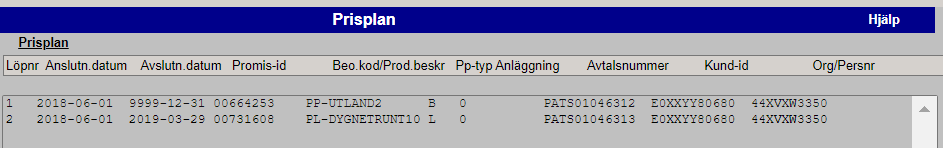 Prisplan Hjälp
Prisplan
Löpnr Anslutn.datum Avslutn.datum Promis-id Beo.kod/Prod.beskr Pp-typ Anläggning Avtalsnummer Kund-id Org/Persnr
1 2018-06-01 9999-12-31 00664253 PP-UTLAND2 B 0 PATS01046312 E0XXYY80680 44XVXW3350
2 2018-06-01 2019-03-29 00731608 PL-DYGNETRUNT10 L 0 PATS01046313 E0XXYY80680 44XVXW3350